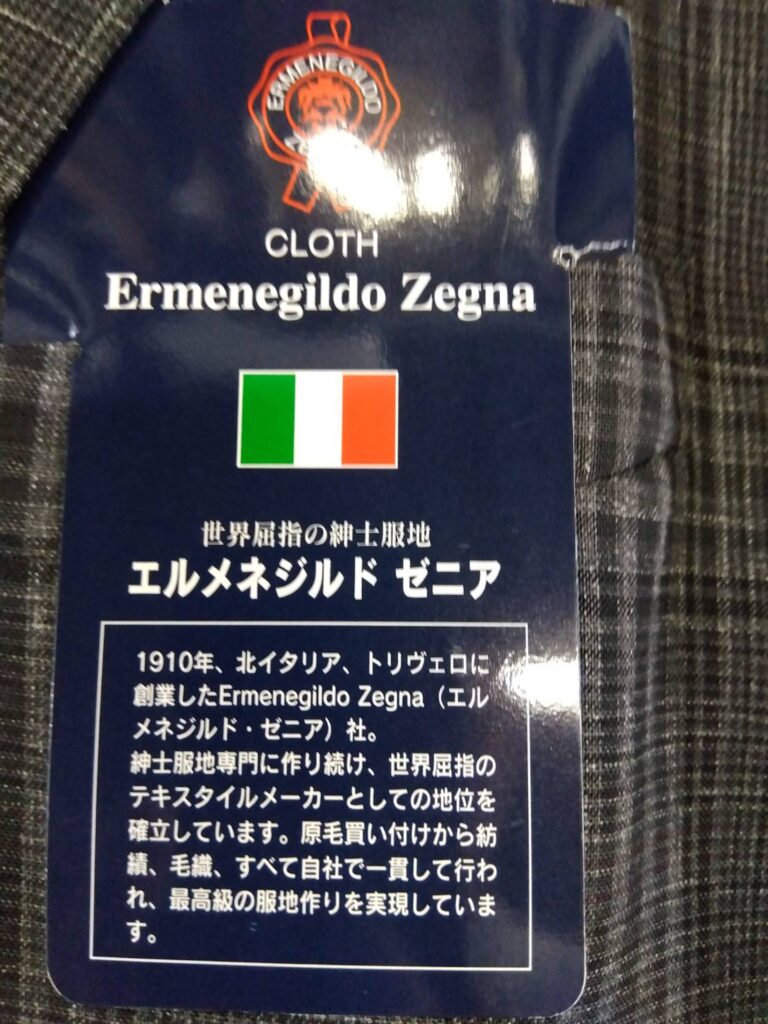 ERMENEGILDO
CLOTH
Ermenegildo Zegna
世界屈指の紳士服地
エルメネジルド ゼニア
1910年、北イタリア、トリヴェロに
創業したErmenegildo Zegna（エル
メネジルド・ゼニア）社。
紳士服地専門に作り続け、世界屈指の
テキスタイルメーカーとしての地位を
確立しています。原毛買い付けから紡
績、毛織、すべて自社で一貫して行わ
れ、最高級の服地作りを実現していま
す。